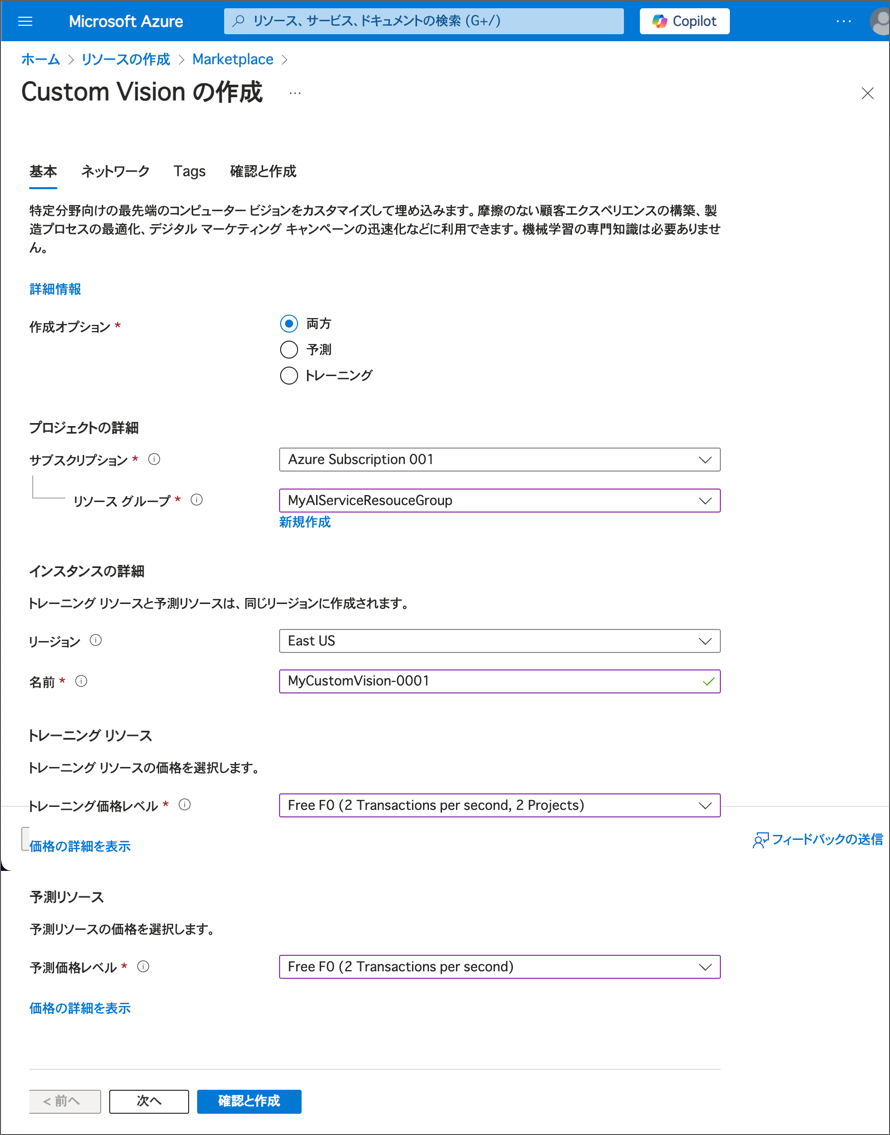 Microsoft Azure
リソース、サービス、ドキュメントの検索 (G+/)
Copilot
ホーム > リソースの作成 > Marketplace >
Custom Vision の作成 ...
基本 ネットワーク Tags 確認と作成
特定分野向けの最先端のコンピューター ビジョンをカスタマイズして埋め込みます。摩擦のない顧客エクスペリエンスの構築、製
造プロセスの最適化、デジタル マーケティング キャンペーンの迅速化などに利用できます。機械学習の専門知識は必要ありませ
ん。
詳細情報
作成オプション *
両方
予測
トレーニング
プロジェクトの詳細
サブスクリプション *
Azure Subscription 001
リソース グループ *
MyAIServiceResouceGroup
新規作成
インスタンスの詳細
トレーニング リソースと予測リソースは、同じリージョンに作成されます。
リージョン
East US
名前 *
MyCustomVision-0001
トレーニング リソース
トレーニング リソースの価格を選択します。
トレーニング価格レベル *
Free F0 (2 Transactions per second, 2 Projects)
価格の詳細を表示
フィードバックの送信
予測リソース
予測リソースの価格を選択します。
予測価格レベル *
Free F0 (2 Transactions per second)
価格の詳細を表示
< 前へ
次へ
確認と作成